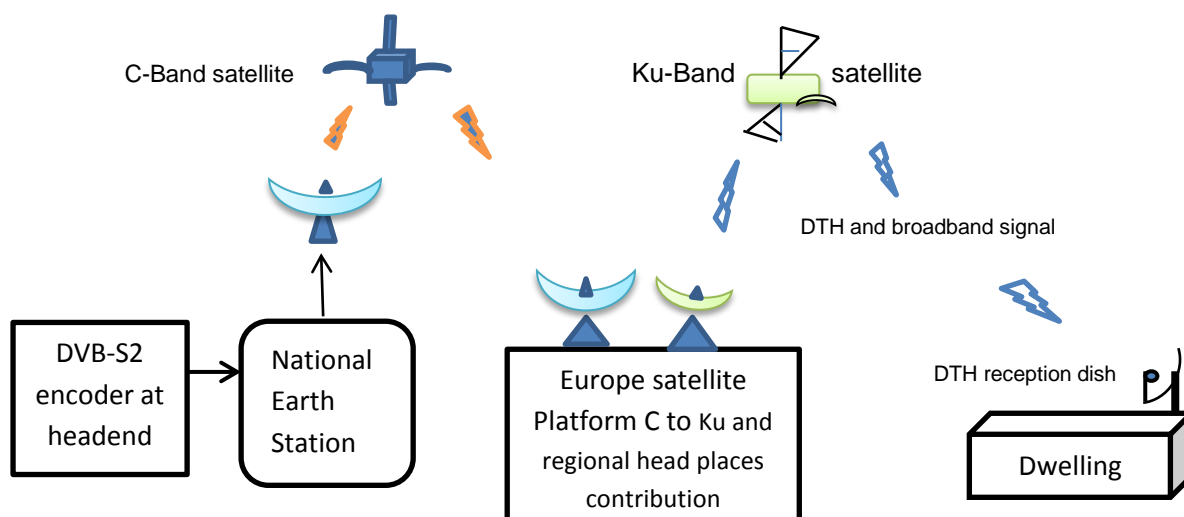 C-Band satellite
Ku-Band satellite
DTH and broadband signal
DVB-S2
encoder at
headend
National
Earth
Station
Europe satellite
Platform C to Ku and
regional head places
contribution
DTH reception dish
Dwelling